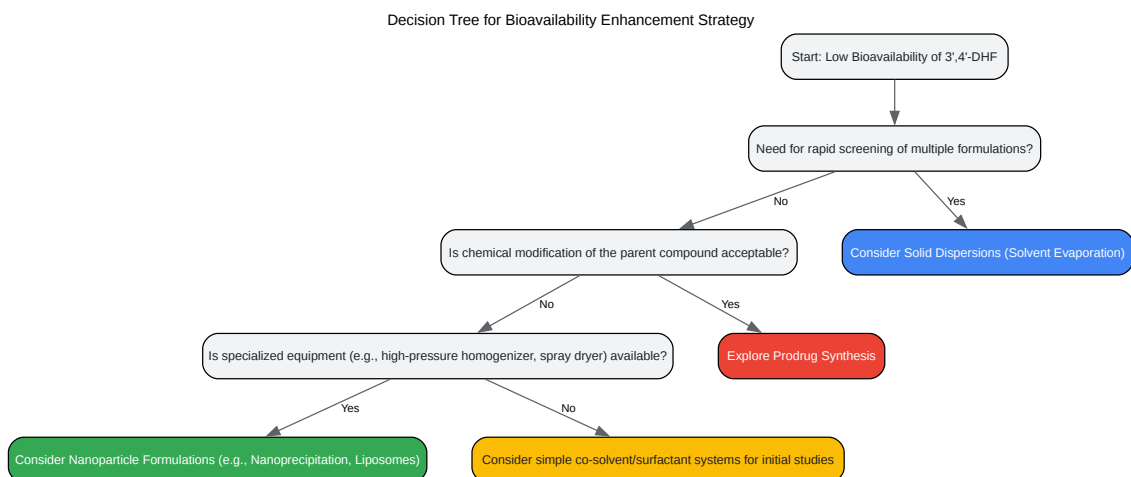 Decision Tree for Bioavailability Enhancement Strategy
Start: Low Bioavailability of 3',4'-DHF
Need for rapid screening of multiple formulations?
No
Yes
Is chemical modification of the parent compound acceptable?
Consider Solid Dispersions (Solvent Evaporation)
No
Yes
Is specialized equipment (e.g., high-pressure homogenizer, spray dryer) available?
Explore Prodrug Synthesis
Yes
No
Consider Nanoparticle Formulations (e.g., Nanoprecipitation, Liposomes)
Consider simple co-solvent/surfactant systems for initial studies